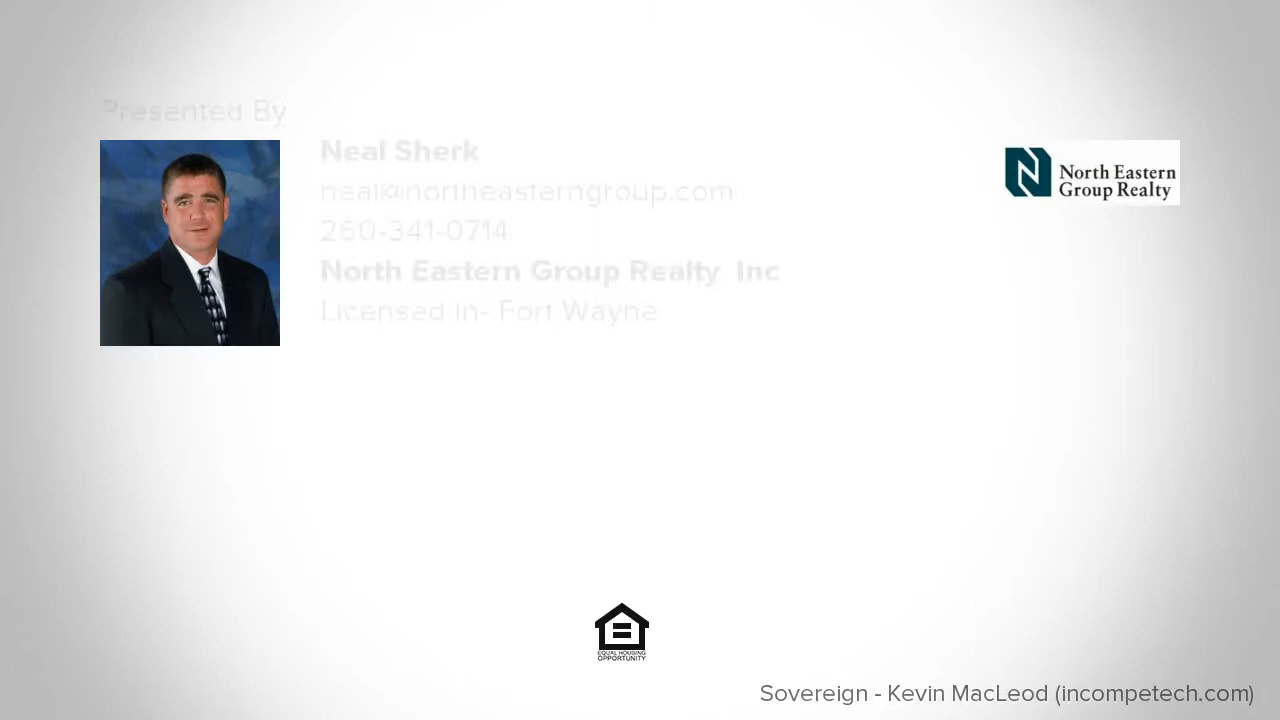 Presented By
Neal Sherk
neal@northeasterngroup.com
260-341-0714
North Eastern Group Realty Inc
Licensed in- Fort Wayne
North Eastern
Group Realty
EQUAL HOUSING
OPPORTUNITY
Sovereign - Kevin MacLeod (incompetech.com)